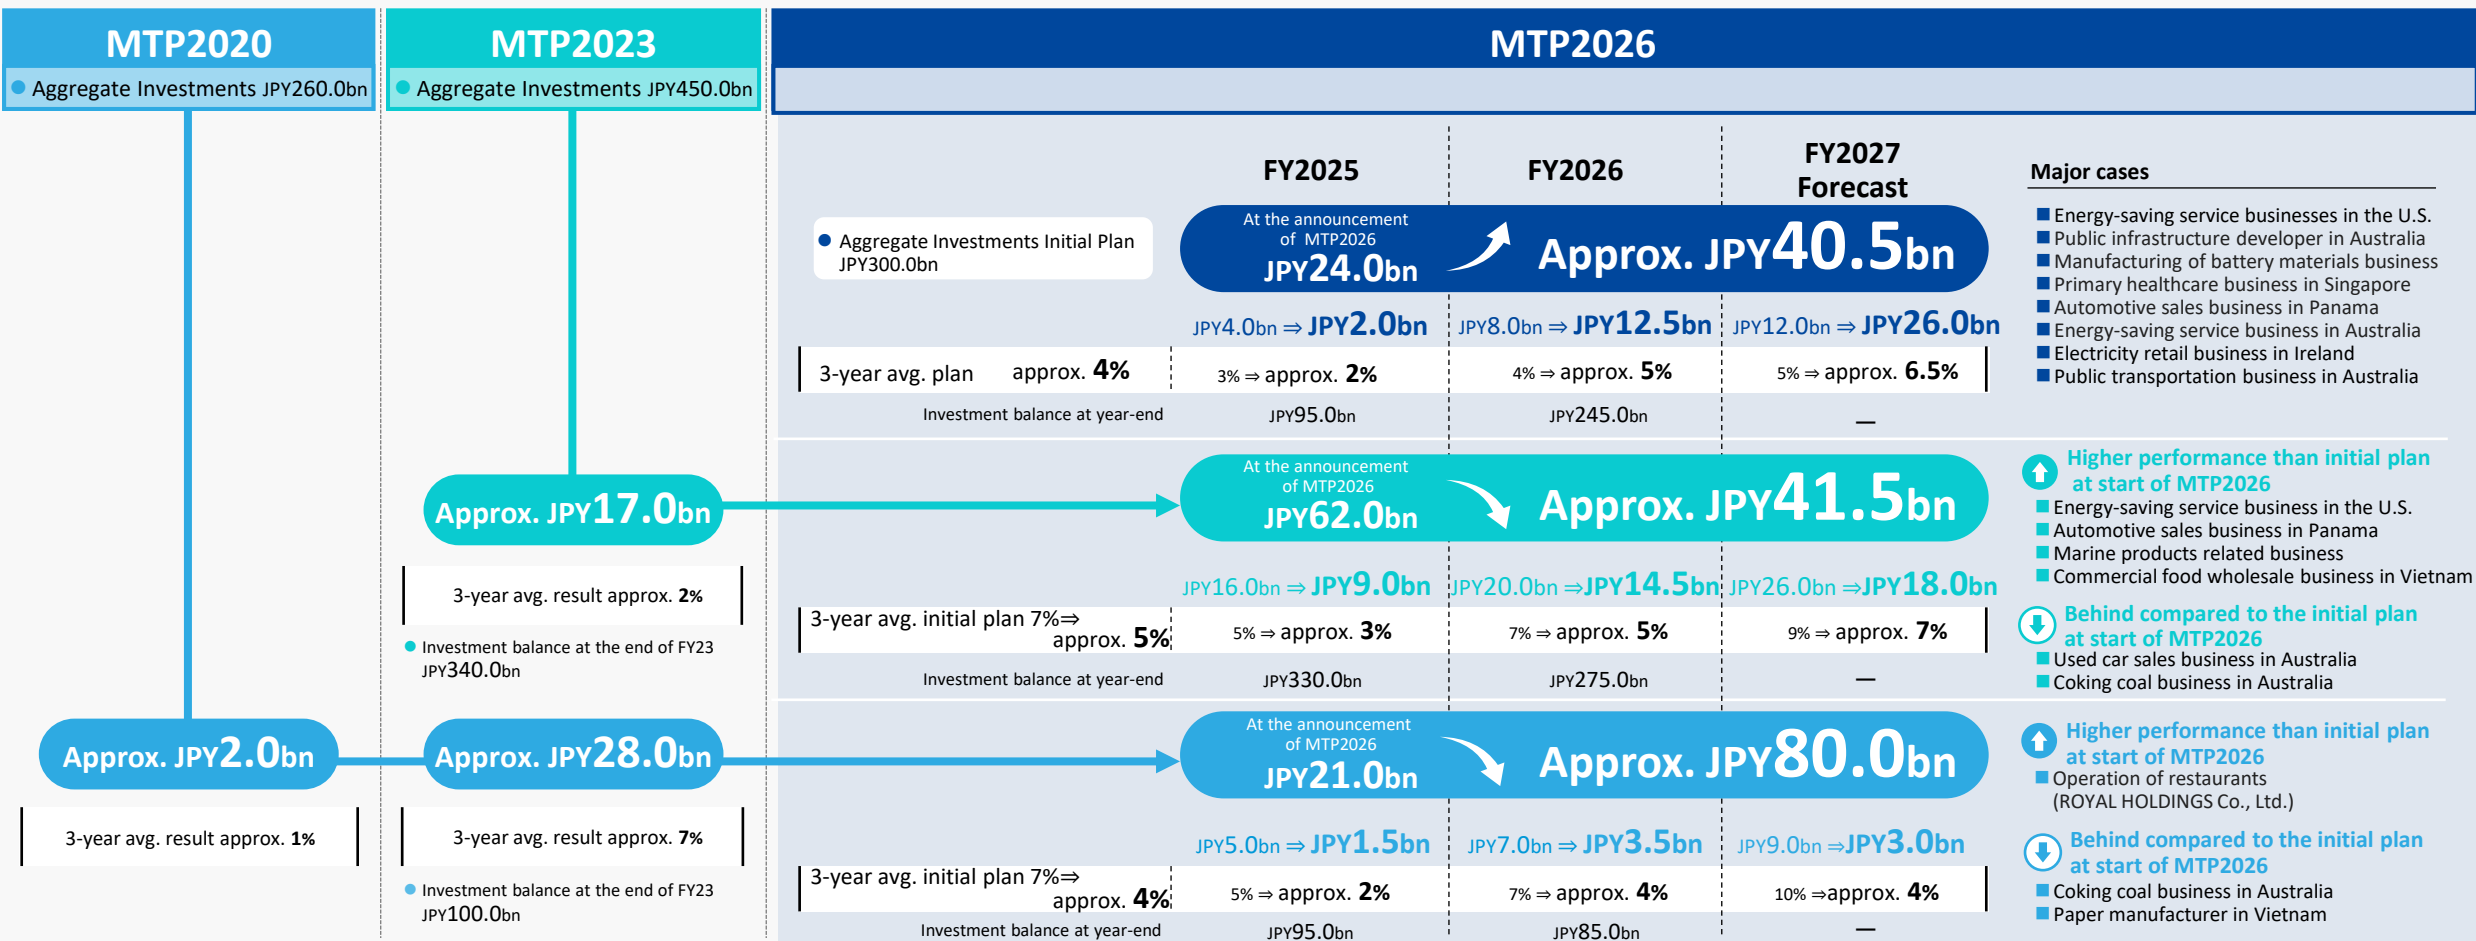 MTP2020
Aggregate Investments JPY260.0bn
MTP2023
Aggregate Investments JPY450.0bn
MTP2026
FY2025
FY2026
FY2027
Forecast
Major cases
Aggregate Investments Initial Plan
JPY300.0bn
At the announcement
of MTP2026
JPY24.0bn
Approx. JPY40.5bn
JPY4.0bn ⇒ JPY2.0bn
JPY8.0bn ⇒ JPY12.5bn
JPY12.0bn ⇒ JPY26.0bn
3-year avg. plan approx. 4%
3% ⇒ approx. 2%
4% ⇒ approx. 5%
5% ⇒ approx. 6.5%
Investment balance at year-end
JPY95.0bn
JPY245.0bn
—
Energy-saving service businesses in the U.S.
Public infrastructure developer in Australia
Manufacturing of battery materials business
Primary healthcare business in Singapore
Automotive sales business in Panama
Energy-saving service business in Australia
Electricity retail business in Ireland
Public transportation business in Australia
Approx. JPY17.0bn
3-year avg. result approx. 2%
Investment balance at the end of FY23
JPY340.0bn
At the announcement
of MTP2026
JPY62.0bn
Approx. JPY41.5bn
JPY16.0bn ⇒ JPY9.0bn
JPY20.0bn ⇒JPY14.5bn
JPY26.0bn ⇒JPY18.0bn
3-year avg. initial plan 7%⇒
approx. 5%
5% ⇒ approx. 3%
7% ⇒ approx. 5%
9% ⇒ approx. 7%
Investment balance at year-end
JPY330.0bn
JPY275.0bn
—
Higher performance than initial plan
at start of MTP2026
Energy-saving service business in the U.S.
Automotive sales business in Panama
Marine products related business
Commercial food wholesale business in Vietnam
Behind compared to the initial plan
at start of MTP2026
Used car sales business in Australia
Coking coal business in Australia
Approx. JPY2.0bn
3-year avg. result approx. 1%
Approx. JPY28.0bn
3-year avg. result approx. 7%
Investment balance at the end of FY23
JPY100.0bn
At the announcement
of MTP2026
JPY21.0bn
Approx. JPY80.0bn
JPY5.0bn ⇒ JPY1.5bn
JPY7.0bn ⇒ JPY3.5bn
JPY9.0bn ⇒JPY3.0bn
3-year avg. initial plan 7%⇒
approx. 4%
5% ⇒ approx. 2%
7% ⇒ approx. 4%
10% ⇒approx. 4%
Investment balance at year-end
JPY95.0bn
JPY85.0bn
—
Higher performance than initial plan
at start of MTP2026
Operation of restaurants
(ROYAL HOLDINGS Co., Ltd.)
Behind compared to the initial plan
at start of MTP2026
Coking coal business in Australia
Paper manufacturer in Vietnam